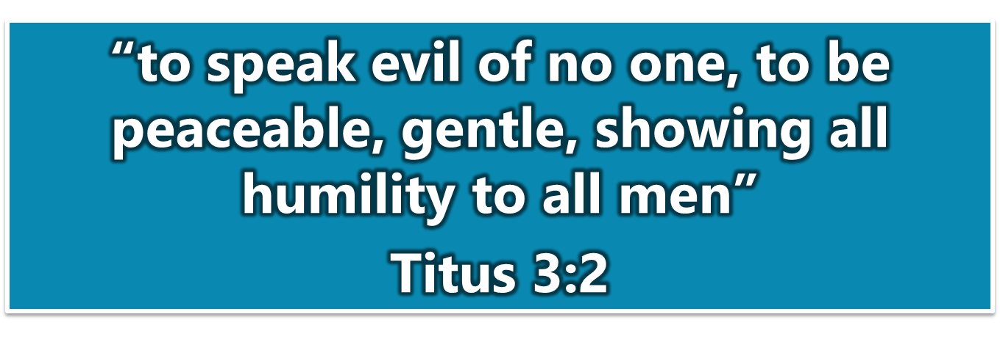 “to speak evil of no one, to be
peaceable, gentle, showing all
humility to all men”
Titus 3:2